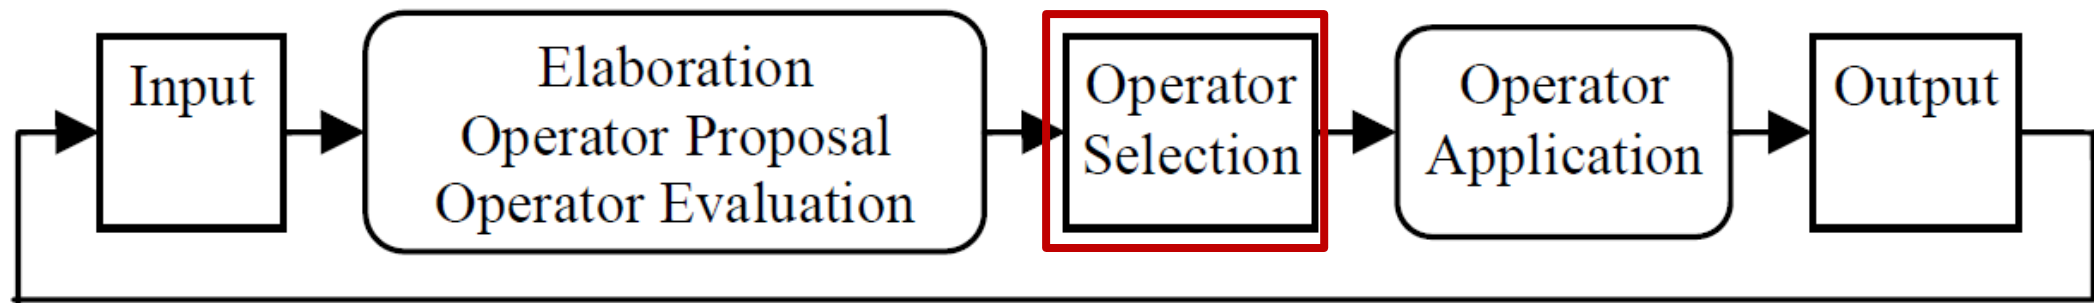 Input
Elaboration
Operator Proposal
Operator Evaluation
Operator
Selection
Operator
Application
Output